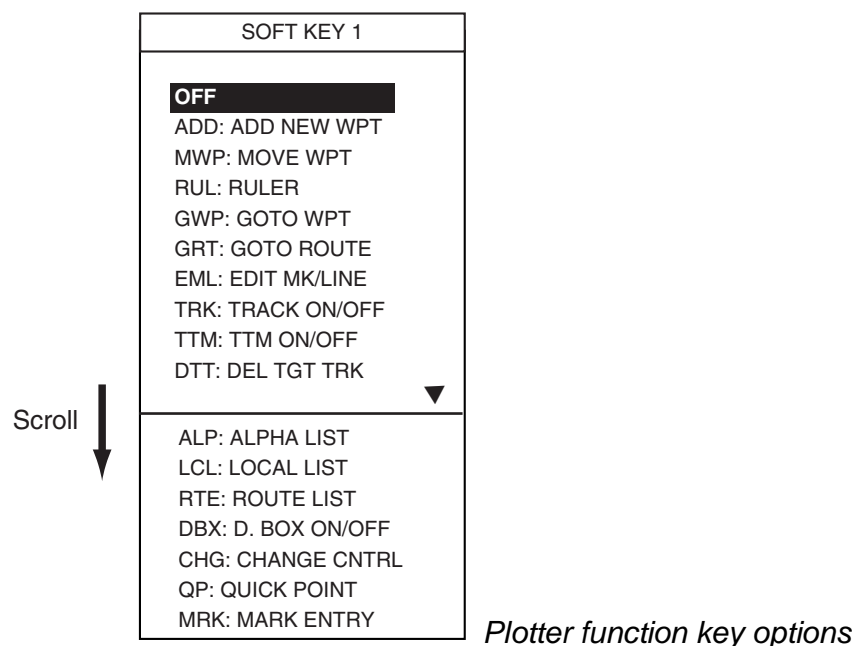 SOFT KEY 1
OFF
ADD: ADD NEW WPT
MWP: MOVE WPT
RUL: RULER
GWP: GOTO WPT
GRT: GOTO ROUTE
EML: EDIT MK/LINE
TRK: TRACK ON/OFF
TTM: TTM ON/OFF
DTT: DEL TGT TRK
Scroll
ALP: ALPHA LIST
LCL: LOCAL LIST
RTE: ROUTE LIST
DBX: D. BOX ON/OFF
CHG: CHANGE CNTRL
QP: QUICK POINT
MRK: MARK ENTRY
Plotter function key options